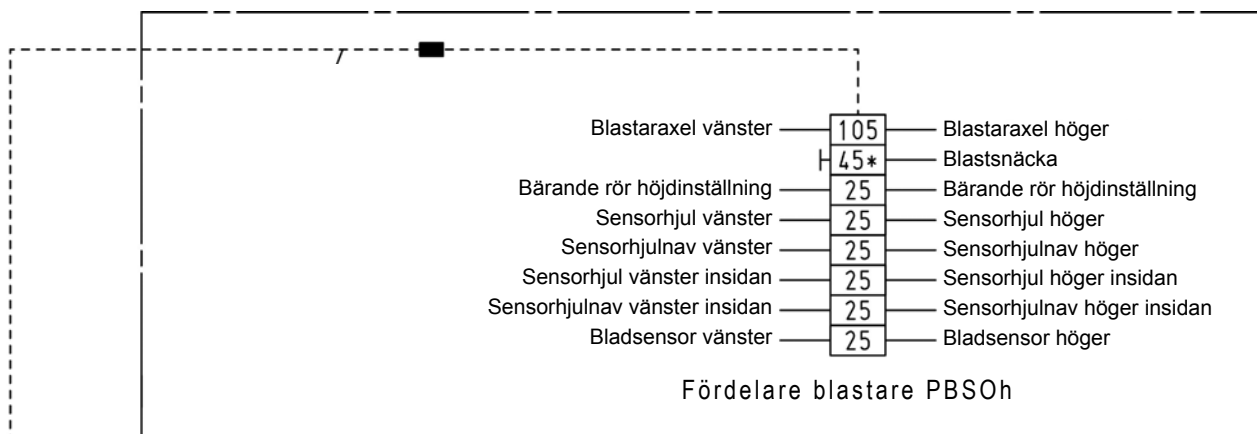 Blastaraxel vänster 105 Blastaraxel höger
45* Blastsnäcka
Bärande rör höjdinställning 25 Bärande rör höjdinställning
Sensorhjul vänster 25 Sensorhjul höger
Sensorhjulnav vänster 25 Sensorhjulnav höger
Sensorhjul vänster insidan 25 Sensorhjul höger insidan
Sensorhjulnav vänster insidan 25 Sensorhjulnav höger insidan
Bladsensor vänster 25 Bladsensor höger
Fördelare blastare PBSOh